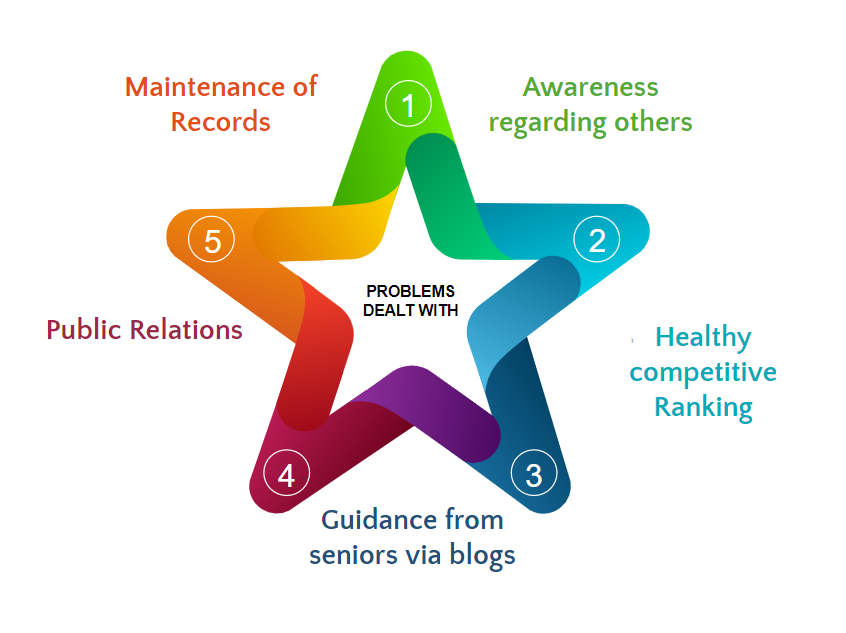 Maintenance of
Records
1
Awareness
regarding others
5
2
PROBLEMS
DEALT WITH
Public Relations
Healthy
competitive
Ranking
4
3
Guidance from
seniors via blogs